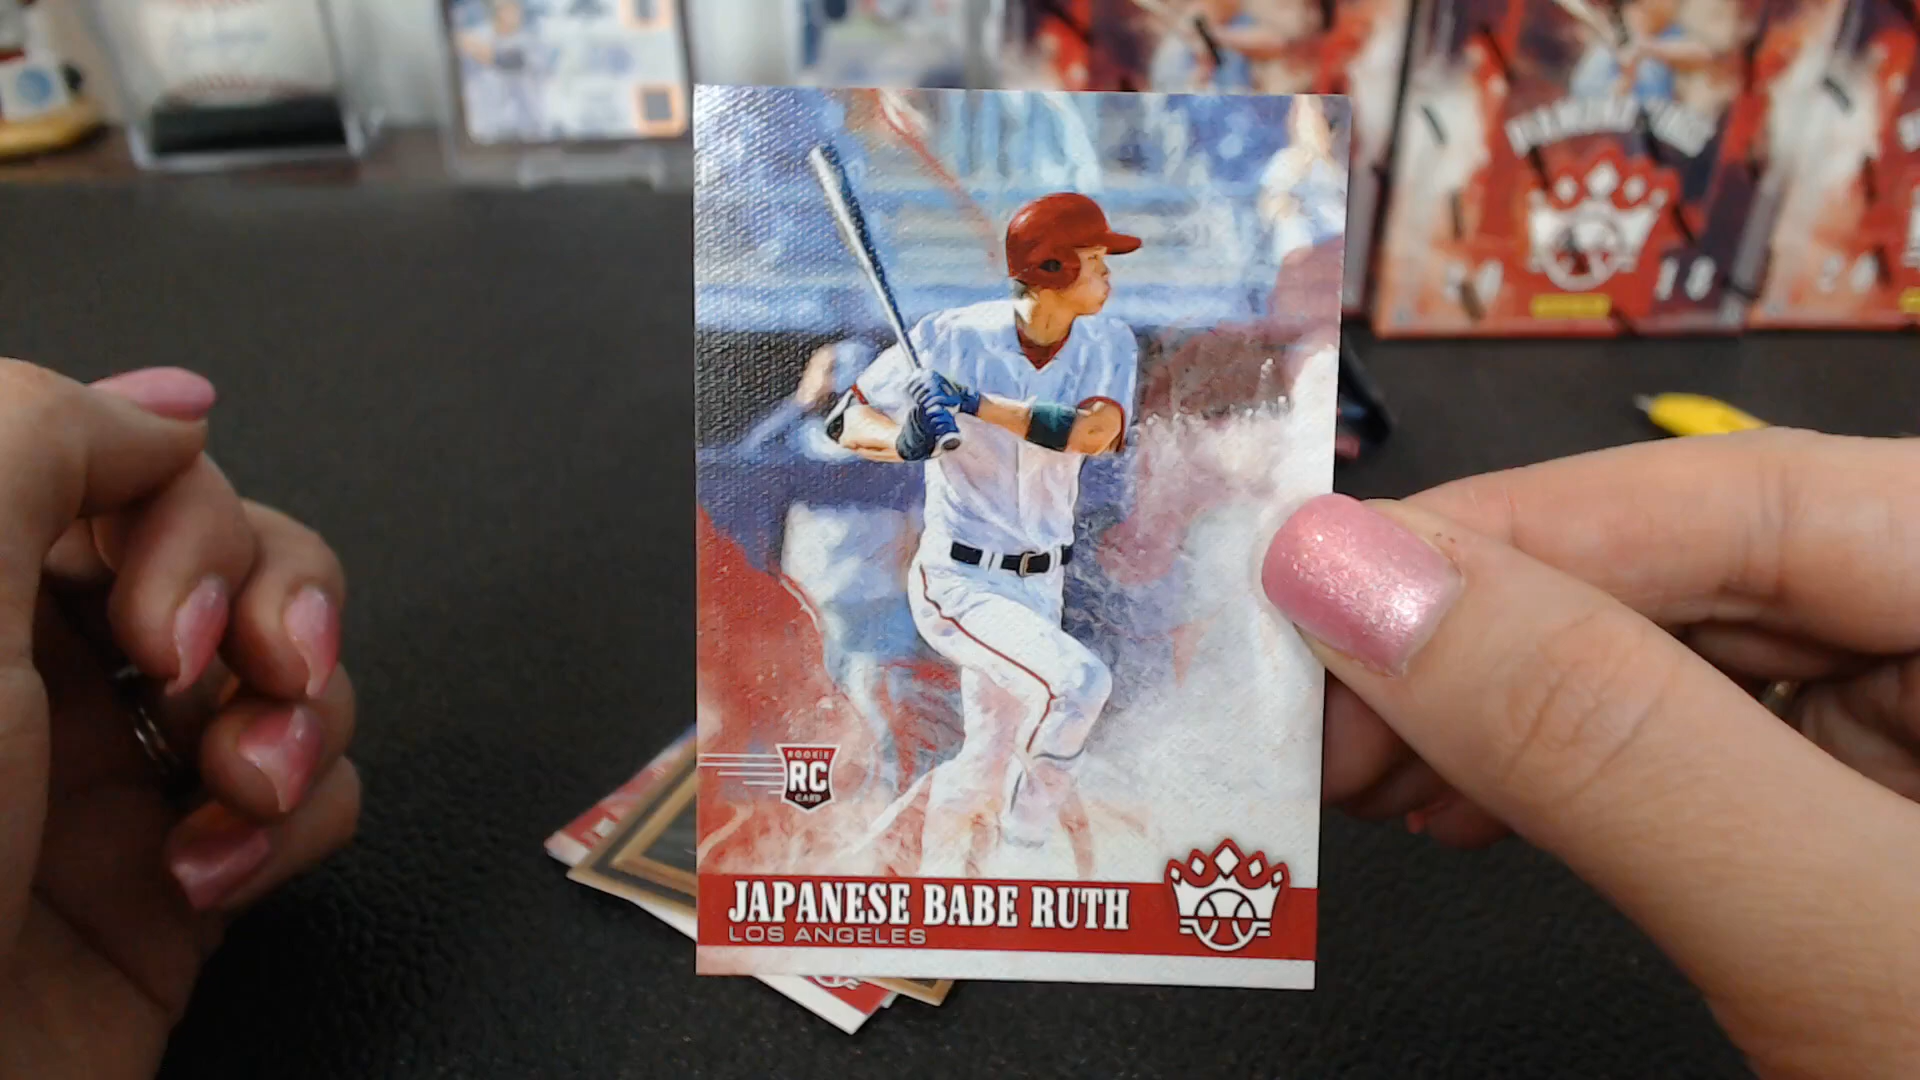 ROOKIE
RC
CARD
JAPANESE BABE RUTH
LOS ANGELES